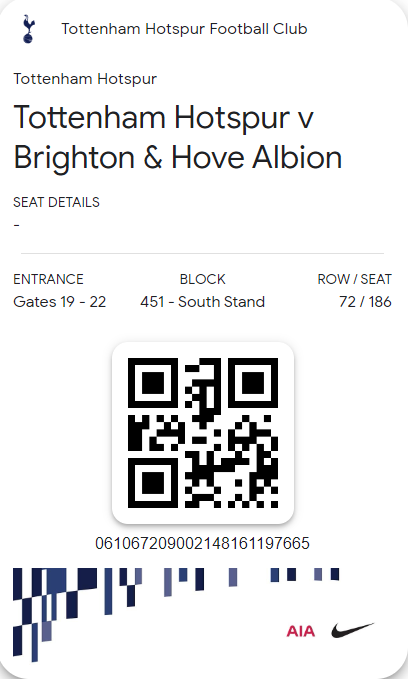 Tottenham Hotspur Football Club
Tottenham Hotspur
Tottenham Hotspur v
Brighton & Hove Albion
SEAT DETAILS
-
ENTRANCE BLOCK ROW / SEAT
Gates 19 - 22 451 - South Stand 72 / 186
061067209002148161197665
AIA